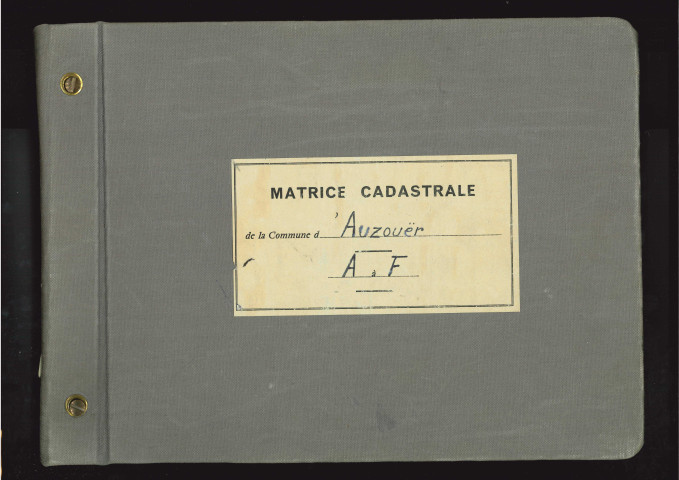 MATRICE CADASTRALE
de la Commune d'Auzouër
A à F